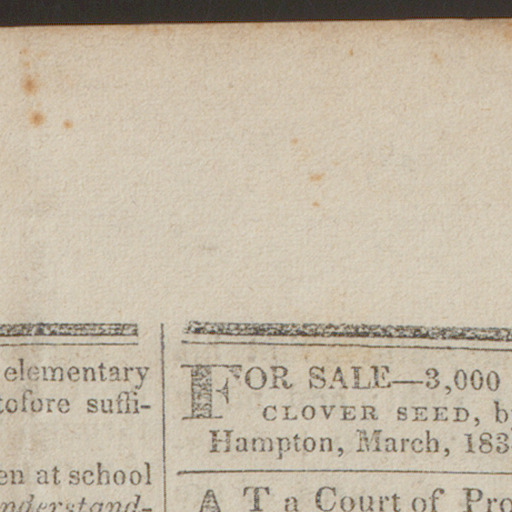 elementary
tofore suffi-
en at school
nderstand-
FOR SALE—3,000
CLOVER SEED, b
Hampton, March, 183
AT a Court of Pro